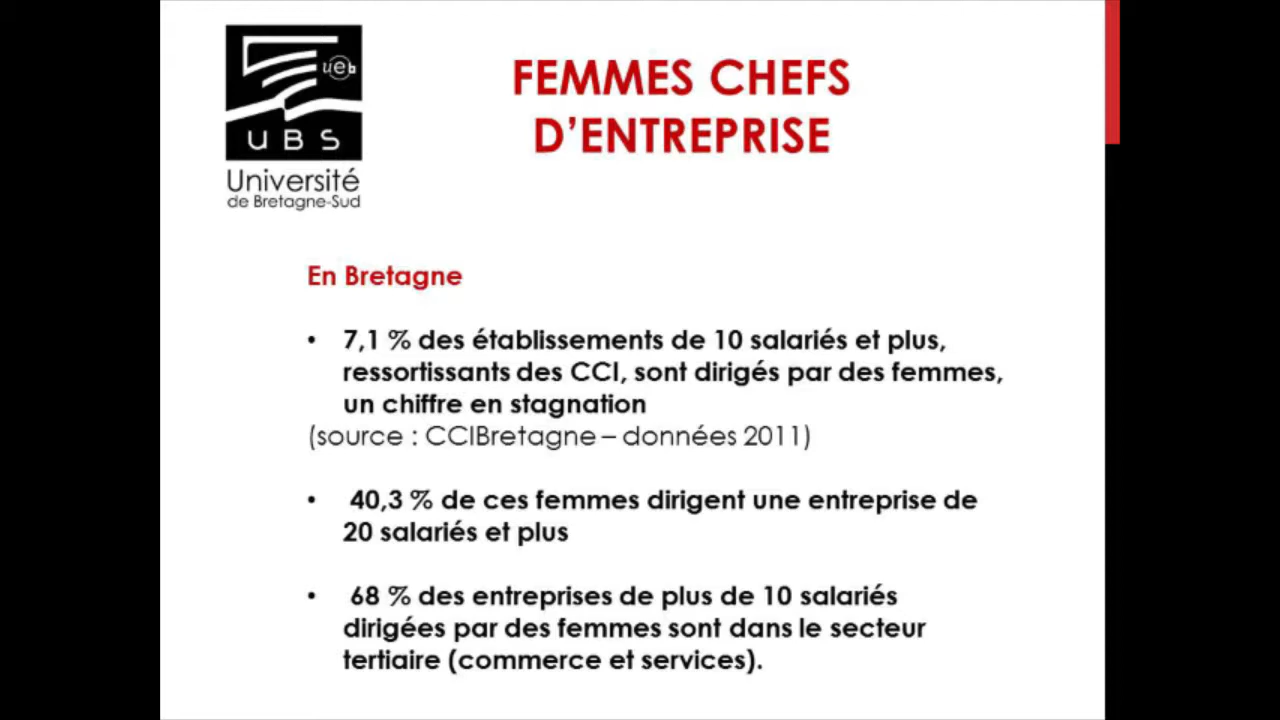 ueb
UBS
Université
de Bretagne-Sud
FEMMES CHEFS
D’ENTREPRISE
En Bretagne
• 7,1 % des établissements de 10 salariés et plus,
ressortissants des CCI, sont dirigés par des femmes,
un chiffre en stagnation
(source : CCIBretagne – données 2011)
• 40,3 % de ces femmes dirigent une entreprise de
20 salariés et plus
• 68 % des entreprises de plus de 10 salariés
dirigées par des femmes sont dans le secteur
tertiaire (commerce et services).